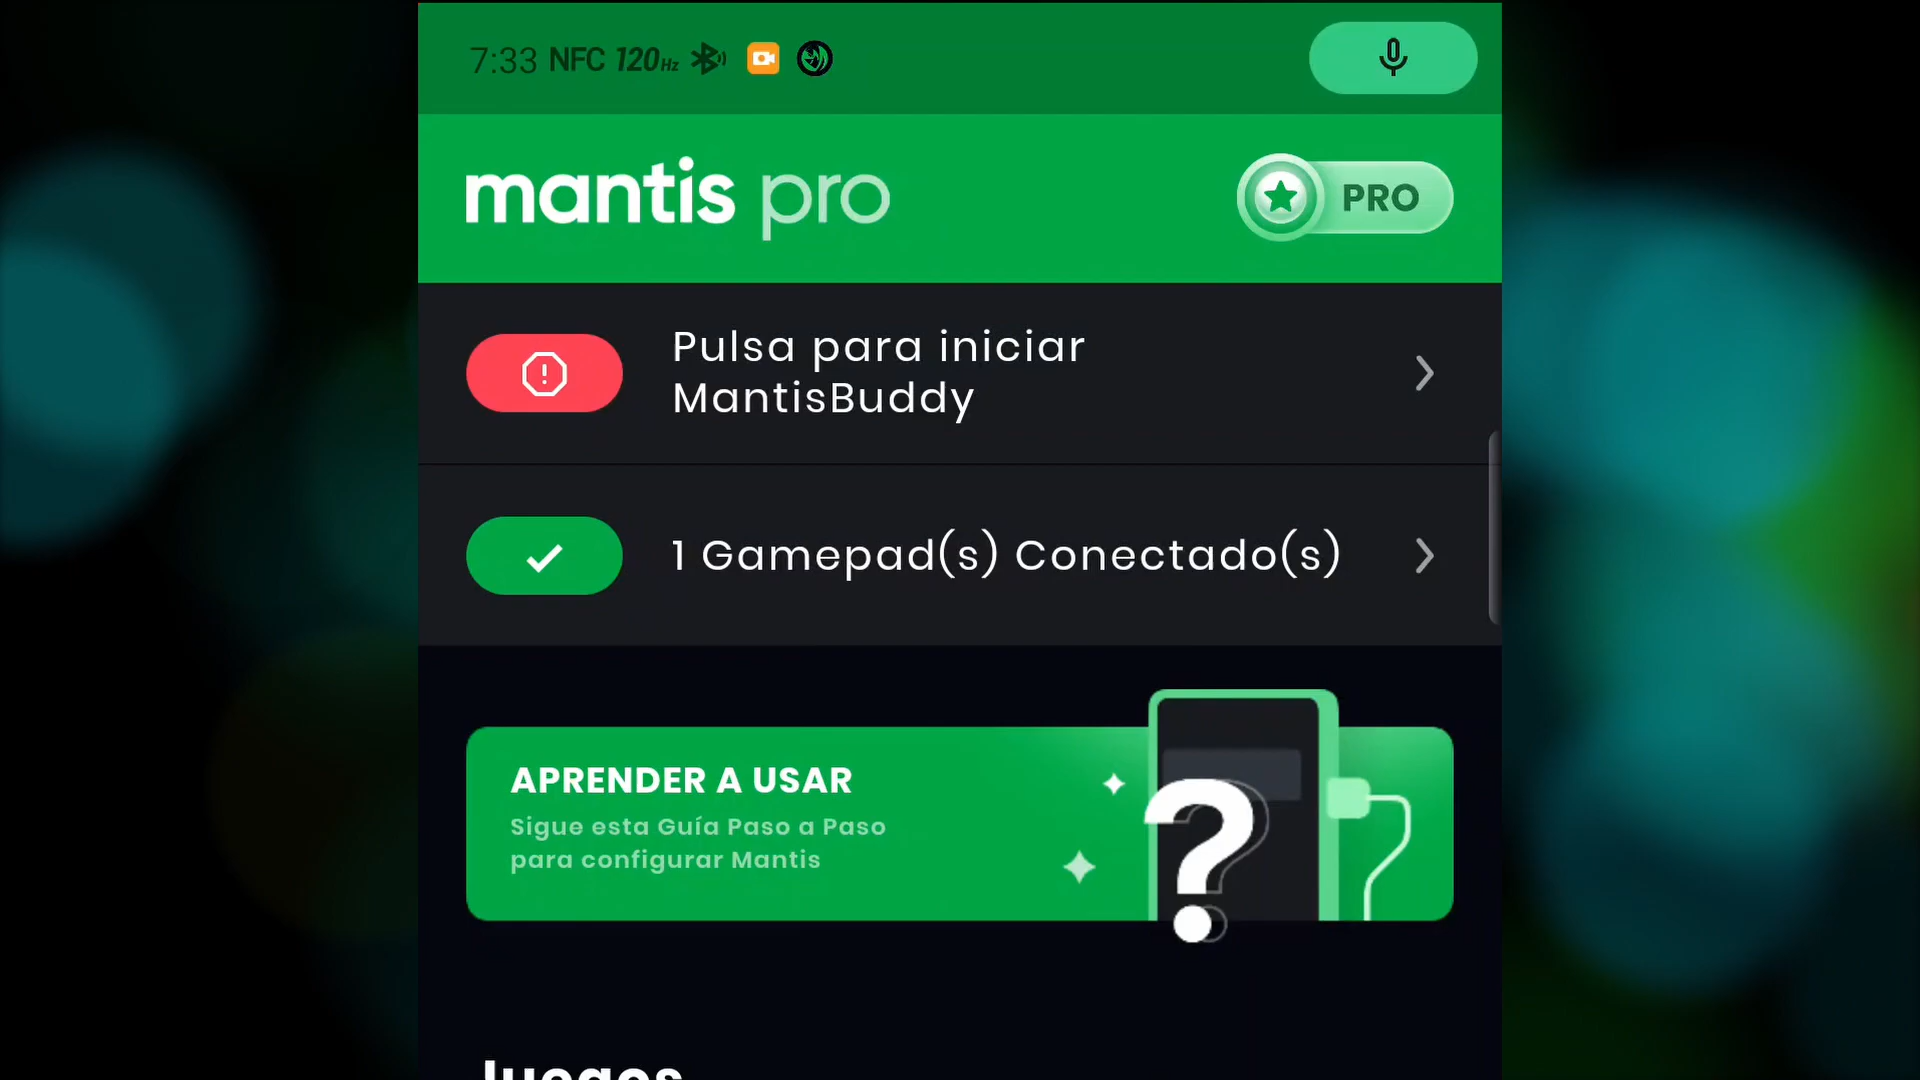 7:33 NFC 120Hz
mantis pro
PRO
Pulsa para iniciar
MantisBuddy
1 Gamepad(s) Conectado(s)
APRENDER A USAR
Sigue esta Guía Paso a Paso
para configurar Mantis
?
Juegos